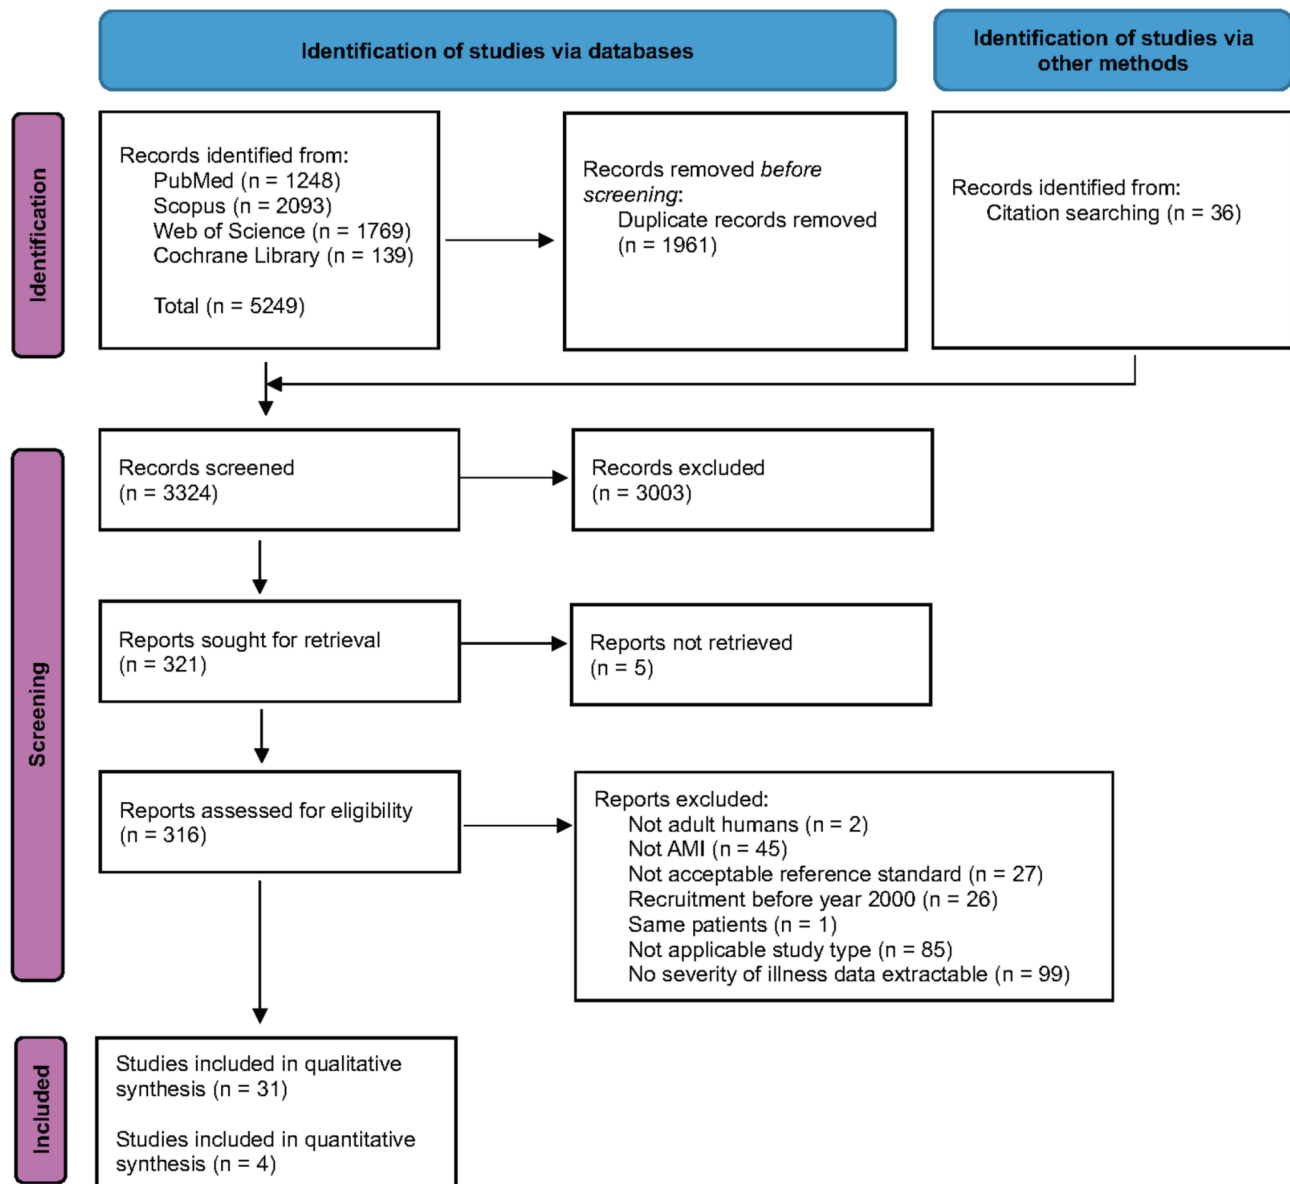 Identification of studies via databases
Identification of studies via
other methods
Identification
Records identified from:
PubMed (n = 1248)
Scopus (n = 2093)
Web of Science (n = 1769)
Cochrane Library (n = 139)
Total (n = 5249)
Records removed before
screening:
Duplicate records removed
(n = 1961)
Records identified from:
Citation searching (n = 36)
Screening
Records screened
(n = 3324)
Records excluded
(n = 3003)
Reports sought for retrieval
(n = 321)
Reports not retrieved
(n = 5)
Reports assessed for eligibility
(n = 316)
Reports excluded:
Not adult humans (n = 2)
Not AMI (n = 45)
Not acceptable reference standard (n = 27)
Recruitment before year 2000 (n = 26)
Same patients (n = 1)
Not applicable study type (n = 85)
No severity of illness data extractable (n = 99)
Included
Studies included in qualitative
synthesis (n = 31)
Studies included in quantitative
synthesis (n = 4)